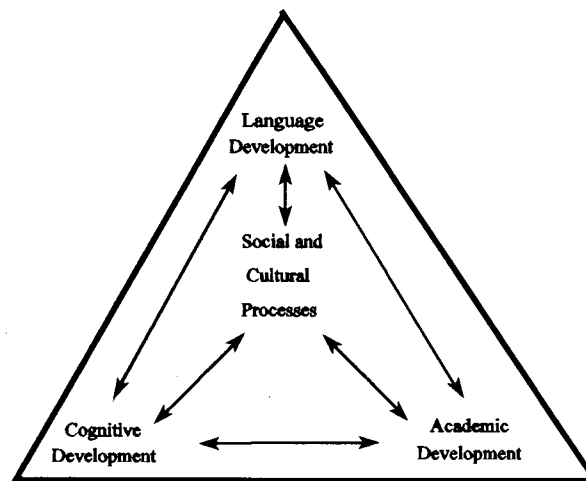 Language
Development
Social and
Cultural
Processes
Cognitive
Development
Academic
Development